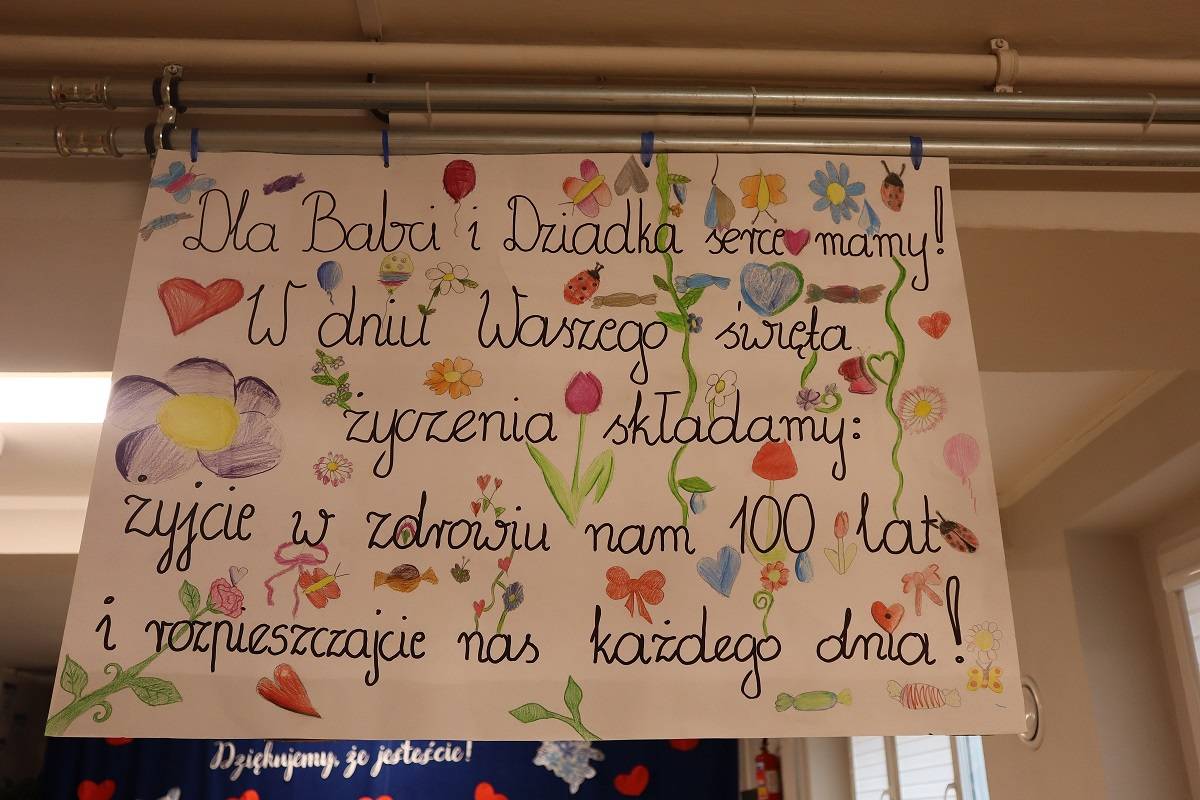 Dla Babci i Dziadka serce mamy!
W dniu Waszego święta
życzenia składamy:
żyjcie w zdrowiu nam 100 lat
i rozpieszczajcie nas każdego dnia!
Dziękujemy, że jesteście!